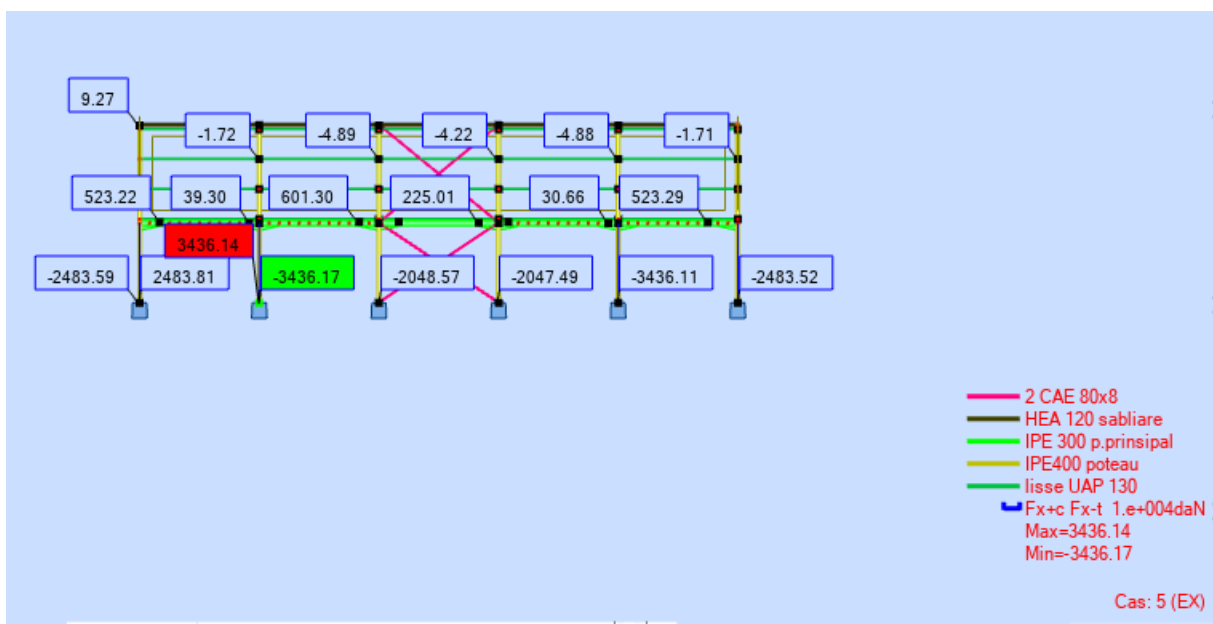 9.27
-1.72 -4.89 -4.22 -4.88 -1.71
523.22 39.30 601.30 225.01 30.66 523.29
3436.14
-2483.59 2483.81 -3436.17 -2048.57 -2047.49 -3436.11 -2483.52
2 CAE 80x8
HEA 120 sabliare
IPE 300 p.prinsipal
IPE400 poteau
lisse UAP 130
Fx+c Fx-t 1.e+004daN
Max=3436.14
Min=-3436.17
Cas: 5 (EX)